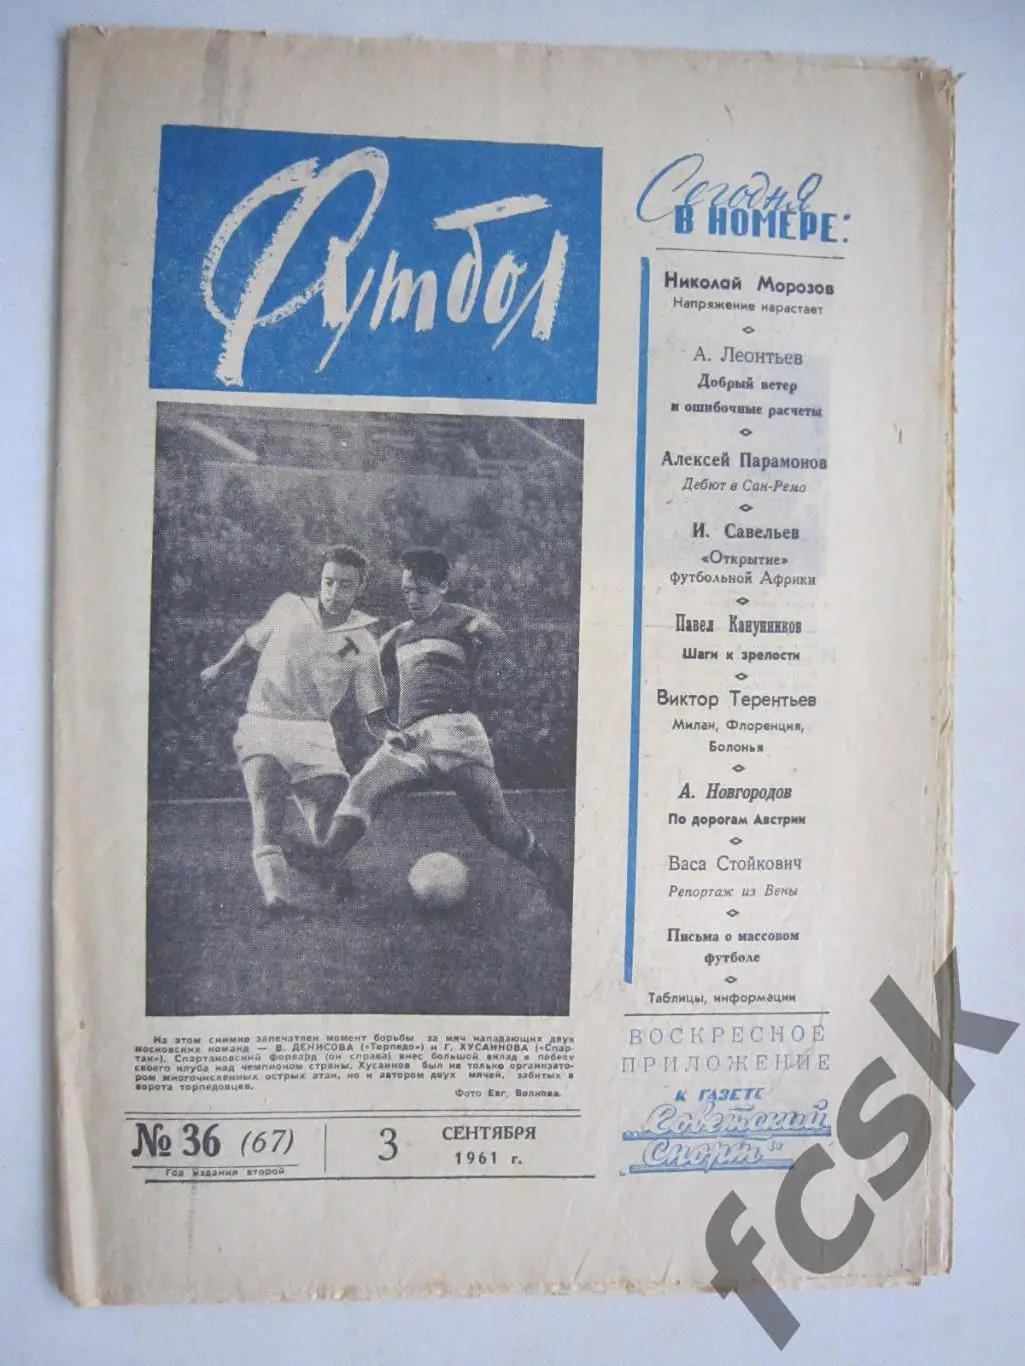 Футбол
Сегодня
В НОМЕРЕ:
Николай Морозов
Напряжение нарастает
А. Леонтьев
Добрый ветер
и ошибочные расчеты
Алексей Парамонов
Дебют в Сан-Ремо
И. Савельев
«Открытие»
футбольной Африки
Павел Канунников
Шаги к зрелости
Виктор Терентьев
Милан, Флоренция,
Болонья
А. Новгородов
По дорогам Австрии
Васа Стойкович
Репортаж из Вены
Письма о массовом
футболе
Таблицы, информации
ВОСКРЕСНОЕ
ПРИЛОЖЕНИЕ
К ГАЗЕТЕ
„Советский
Спорт“
На этом снимке запечатлен момент борьбы за мяч нападающих двух
московских команд — В. ДЕНИСОВА («Торпедо») и Г. ХУСАИНОВА («Спар-
так»). Спартаковский форвард (он справа) внес большой вклад в победу
своего клуба над чемпионом страны. Хусаинов был не только организато-
ром многочисленных острых атак, но и автором двух мячей, забитых в
ворота торпедовцев.
Фото Евг. Волкова.
№ 36 (67)
Год издания второй
3
СЕНТЯБРЯ
1961 г.
fcsk